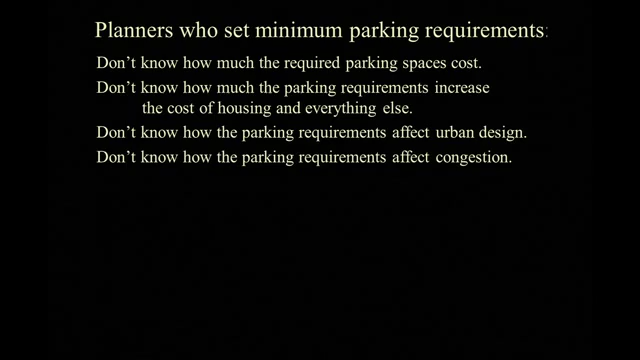 Planners who set minimum parking requirements:
Don't know how much the required parking spaces cost.
Don't know how much the parking requirements increase
the cost of housing and everything else.
Don't know how the parking requirements affect urban design.
Don't know how the parking requirements affect congestion.